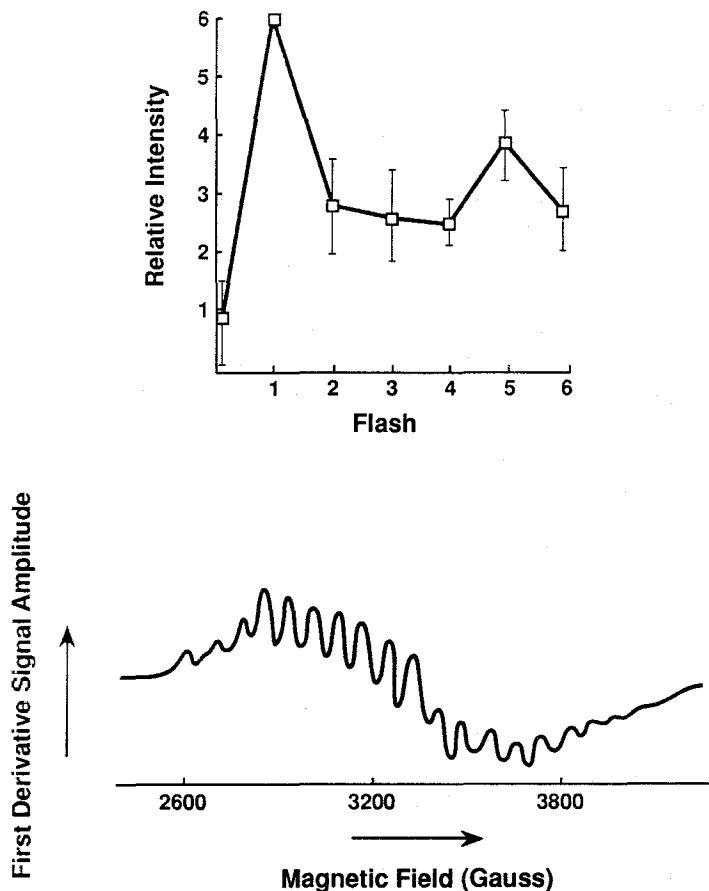 6
5
4
3
2
1
Relative Intensity
1 2 3 4 5 6
Flash
First Derivative Signal Amplitude
2600 3200 3800
Magnetic Field (Gauss)